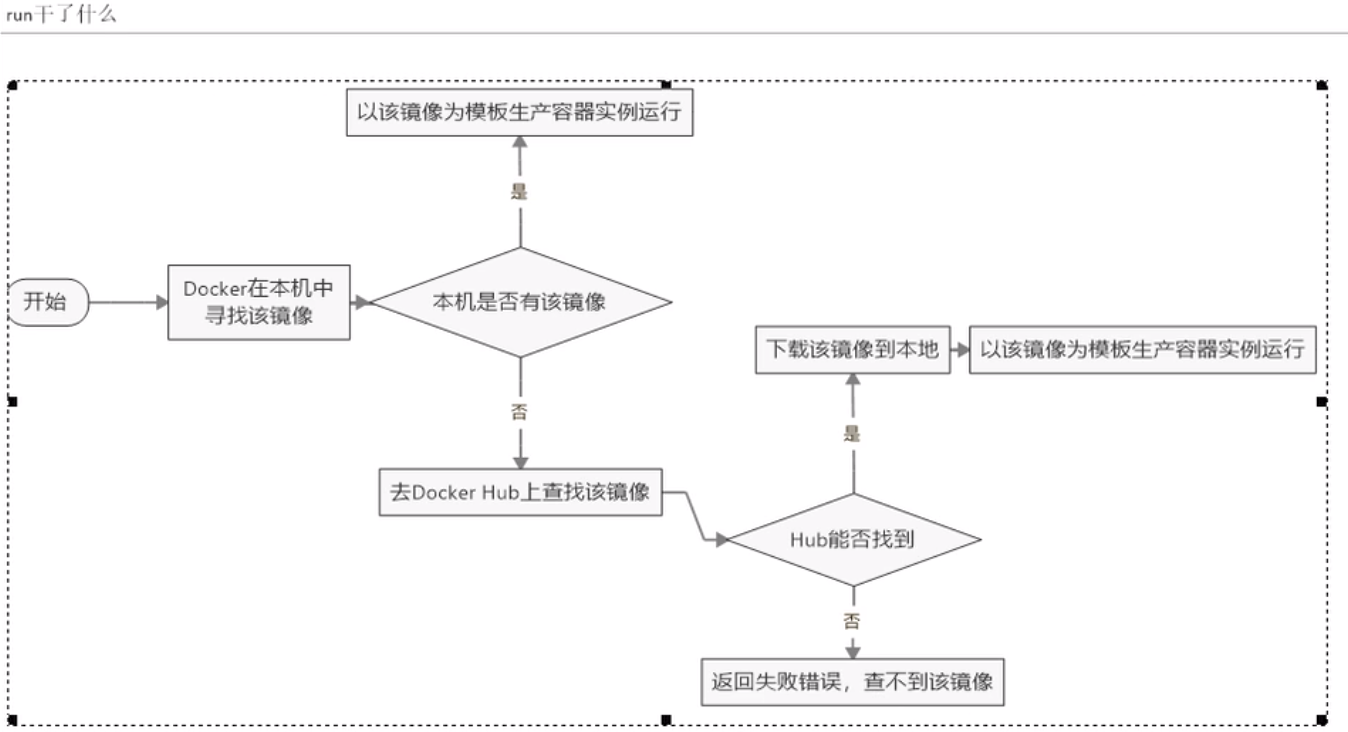 run干了什么
以该镜像为模板生产容器实例运行
是
开始
Docker在本机中
寻找该镜像
本机是否有该镜像
否
去Docker Hub上查找该镜像
Hub能否找到
是
下载该镜像到本地
以该镜像为模板生产容器实例运行
否
返回失败错误，查不到该镜像